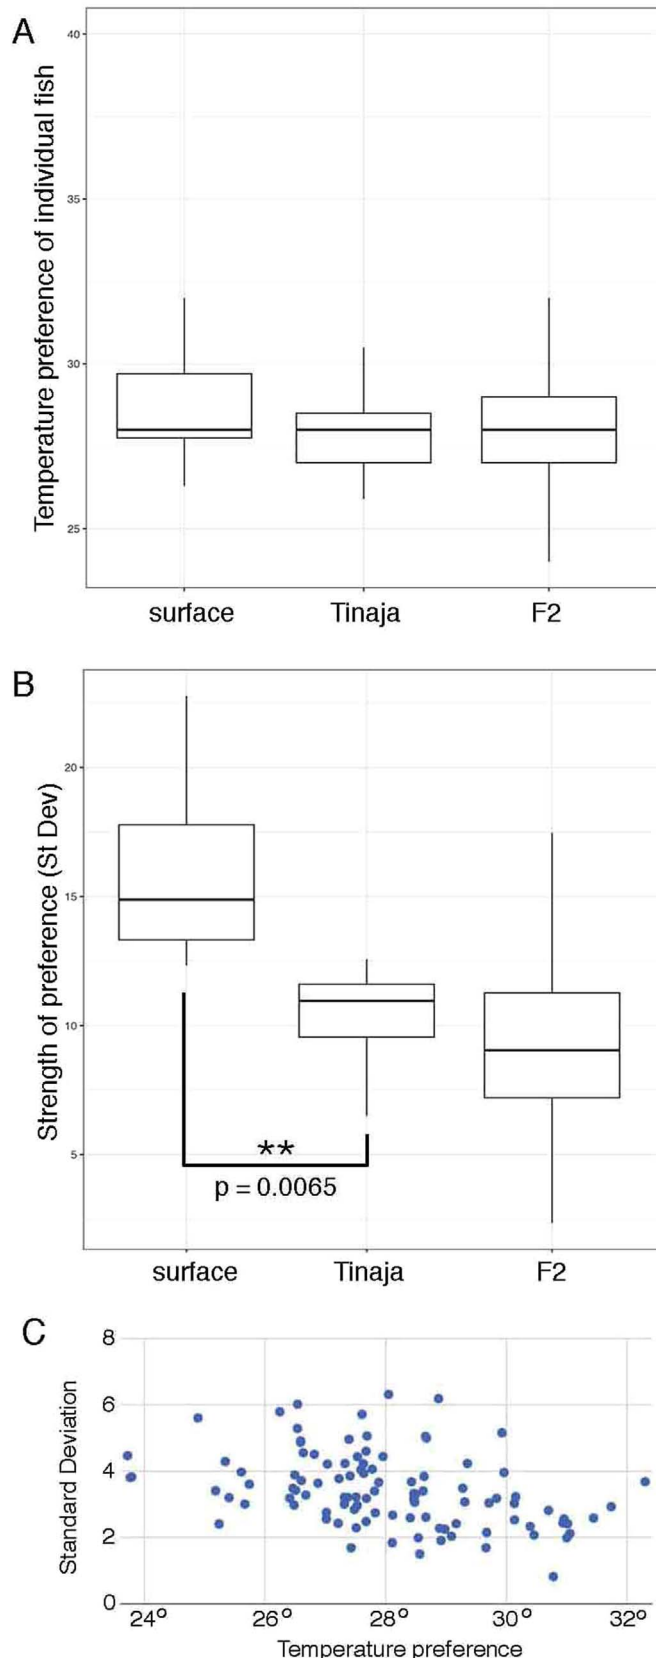 A
Temperature preference of individual fish
40
35
30
25
surface Tinaja F2
B
Strength of preference (St Dev)
20
15
10
5
**
p = 0.0065
surface Tinaja F2
C
Standard Deviation
8
6
4
2
0
24° 26° 28° 30° 32°
Temperature preference